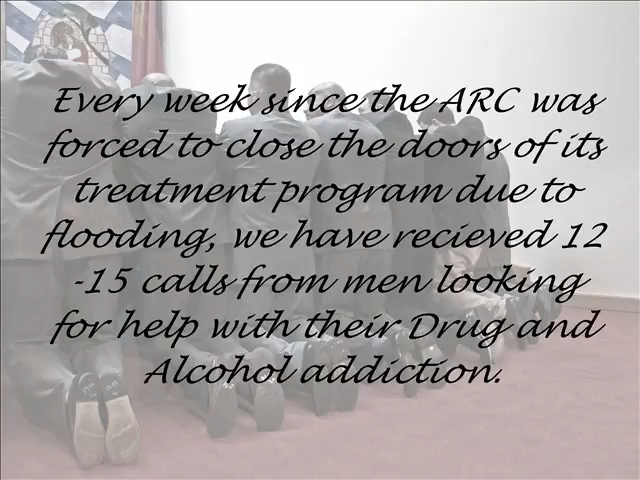 Every week since the ARC was
forced to close the doors of its
treatment program due to
flooding, we have recieved 12
-15 calls from men looking
for help with their Drug and
Alcohol addiction.